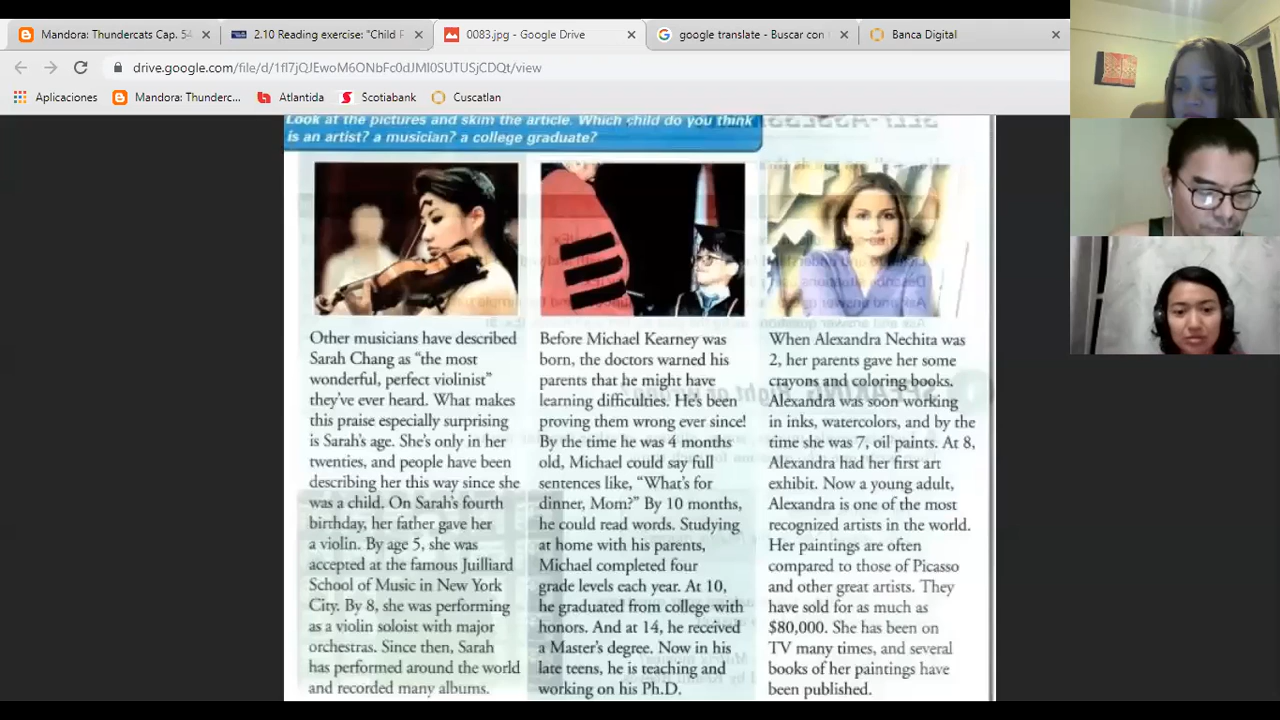 Mandora: Thundercats Cap. 54
2.10 Reading exercise: "Child P
0083.jpg - Google Drive
google translate - Buscar con
Banca Digital
drive.google.com/file/d/1fl7jQJEwoM6ONbFc0dJMI0SUTUSjCDQt/view
Aplicaciones
Mandora: Thunderc...
Atlantida
Scotiabank
Cuscatlan
Look at the pictures and skim the article. Which child do you think
is an artist? a musician? a college graduate?
Other musicians have described
Sarah Chang as "the most
wonderful, perfect violinist"
they've ever heard. What makes
this praise especially surprising
is Sarah's age. She's only in her
twenties, and people have been
describing her this way since she
was a child. On Sarah's fourth
birthday, her father gave her
a violin. By age 5, she was
accepted at the famous Juilliard
School of Music in New York
City. By 8, she was performing
as a violin soloist with major
orchestras. Since then, Sarah
has performed around the world
and recorded many albums.
Before Michael Kearney was
born, the doctors warned his
parents that he might have
learning difficulties. He's been
proving them wrong ever since!
By the time he was 4 months
old, Michael could say full
sentences like, "What's for
dinner, Mom?" By 10 months,
he could read words. Studying
at home with his parents,
Michael completed four
grade levels each year. At 10,
he graduated from college with
honors. And at 14, he received
a Master's degree. Now in his
late teens, he is teaching and
working on his Ph.D.
When Alexandra Nechita was
2, her parents gave her some
crayons and coloring books.
Alexandra was soon working
in inks, watercolors, and by the
time she was 7, oil paints. At 8,
Alexandra had her first art
exhibit. Now a young adult,
Alexandra is one of the most
recognized artists in the world.
Her paintings are often
compared to those of Picasso
and other great artists. They
have sold for as much as
$80,000. She has been on
TV many times, and several
books of her paintings have
been published.